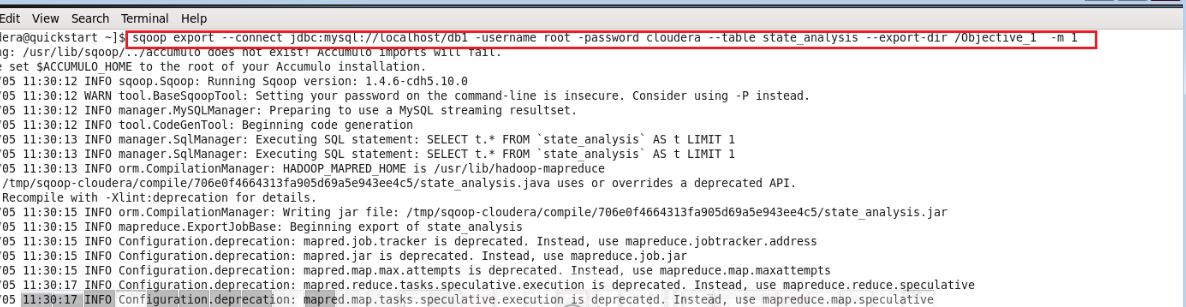 Edit View Search Terminal Help
dera@quickstart ~]$ sqoop export --connect jdbc:mysql://localhost/db1 -username root -password cloudera --table state_analysis --export-dir /Objective_1 -m 1
ng: /usr/lib/sqoop/../accumulo does not exist! Accumulo imports will fail.
e set $ACCUMULO_HOME to the root of your Accumulo installation.
/05 11:30:12 INFO sqoop.Sqoop: Running Sqoop version: 1.4.6-cdh5.10.0
/05 11:30:12 WARN tool.BaseSqoopTool: Setting your password on the command-line is insecure. Consider using -P instead.
/05 11:30:12 INFO manager.MySQLManager: Preparing to use a MySQL streaming resultset.
/05 11:30:12 INFO tool.CodeGenTool: Beginning code generation
/05 11:30:13 INFO manager.SqlManager: Executing SQL statement: SELECT t.* FROM `state_analysis` AS t LIMIT 1
/05 11:30:13 INFO manager.SqlManager: Executing SQL statement: SELECT t.* FROM `state_analysis` AS t LIMIT 1
/05 11:30:13 INFO orm.CompilationManager: HADOOP_MAPRED_HOME is /usr/lib/hadoop-mapreduce
/tmp/sqoop-cloudera/compile/706e0f4664313fa905d69a5e943ee4c5/state_analysis.java uses or overrides a deprecated API.
Recompile with -Xlint:deprecation for details.
/05 11:30:15 INFO orm.CompilationManager: Writing jar file: /tmp/sqoop-cloudera/compile/706e0f4664313fa905d69a5e943ee4c5/state_analysis.jar
/05 11:30:15 INFO mapreduce.ExportJobBase: Beginning export of state_analysis
/05 11:30:15 INFO Configuration.deprecation: mapred.job.tracker is deprecated. Instead, use mapreduce.jobtracker.address
/05 11:30:15 INFO Configuration.deprecation: mapred.jar is deprecated. Instead, use mapreduce.job.jar
/05 11:30:15 INFO Configuration.deprecation: mapred.map.max.attempts is deprecated. Instead, use mapreduce.map.maxattempts
/05 11:30:17 INFO Configuration.deprecation: mapred.reduce.tasks.speculative.execution is deprecated. Instead, use mapreduce.reduce.speculative
/05 11:30:17 INFO Configuration.deprecation: mapred.map.tasks.speculative.execution is deprecated. Instead, use mapreduce.map.speculative